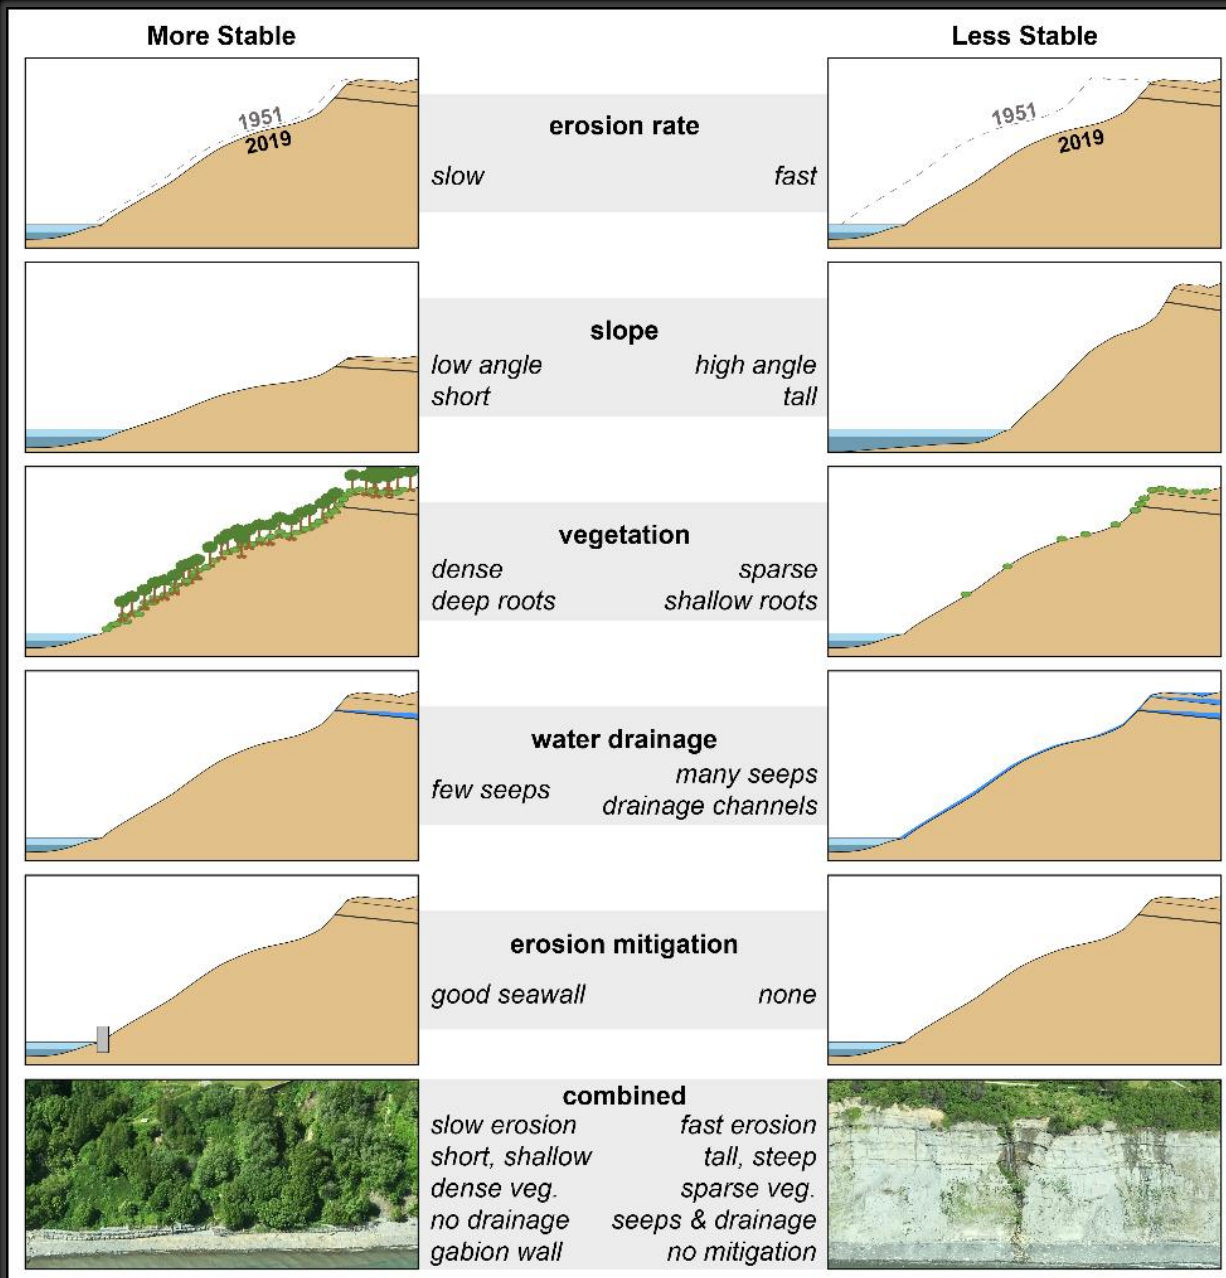 More Stable
Less Stable
1951
2019
erosion rate
slow
fast
1951
2019
slope
low angle
high angle
short
tall
vegetation
dense
sparse
deep roots
shallow roots
water drainage
few seeps
many seeps
drainage channels
erosion mitigation
good seawall
none
combined
slow erosion
fast erosion
short, shallow
tall, steep
dense veg.
sparse veg.
no drainage
seeps & drainage
gabion wall
no mitigation